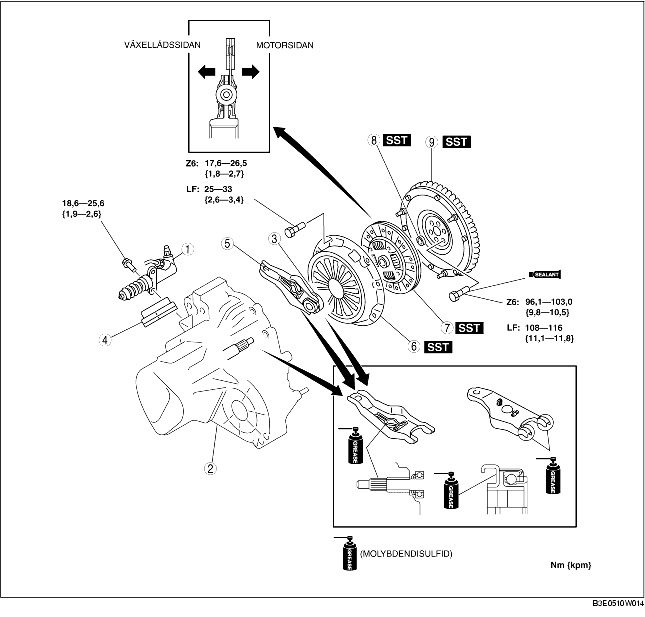 VÄXELLÅDSSIDAN
MOTORSIDAN
8 SST
9 SST
Z6: 17,6—26,5
{1,8—2,7}
LF: 25—33
{2,6—3,4}
18,6—25,6
{1,9—2,6}
1
5
3
SEALANT
Z6: 96,1—103,0
{9,8—10,5}
LF: 108—116
{11,1—11,8}
4
7 SST
6 SST
2
GREASE
GREASE
GREASE
GREASE
(MOLYBDENDISULFID)
Nm {kpm}
B3E0510W014